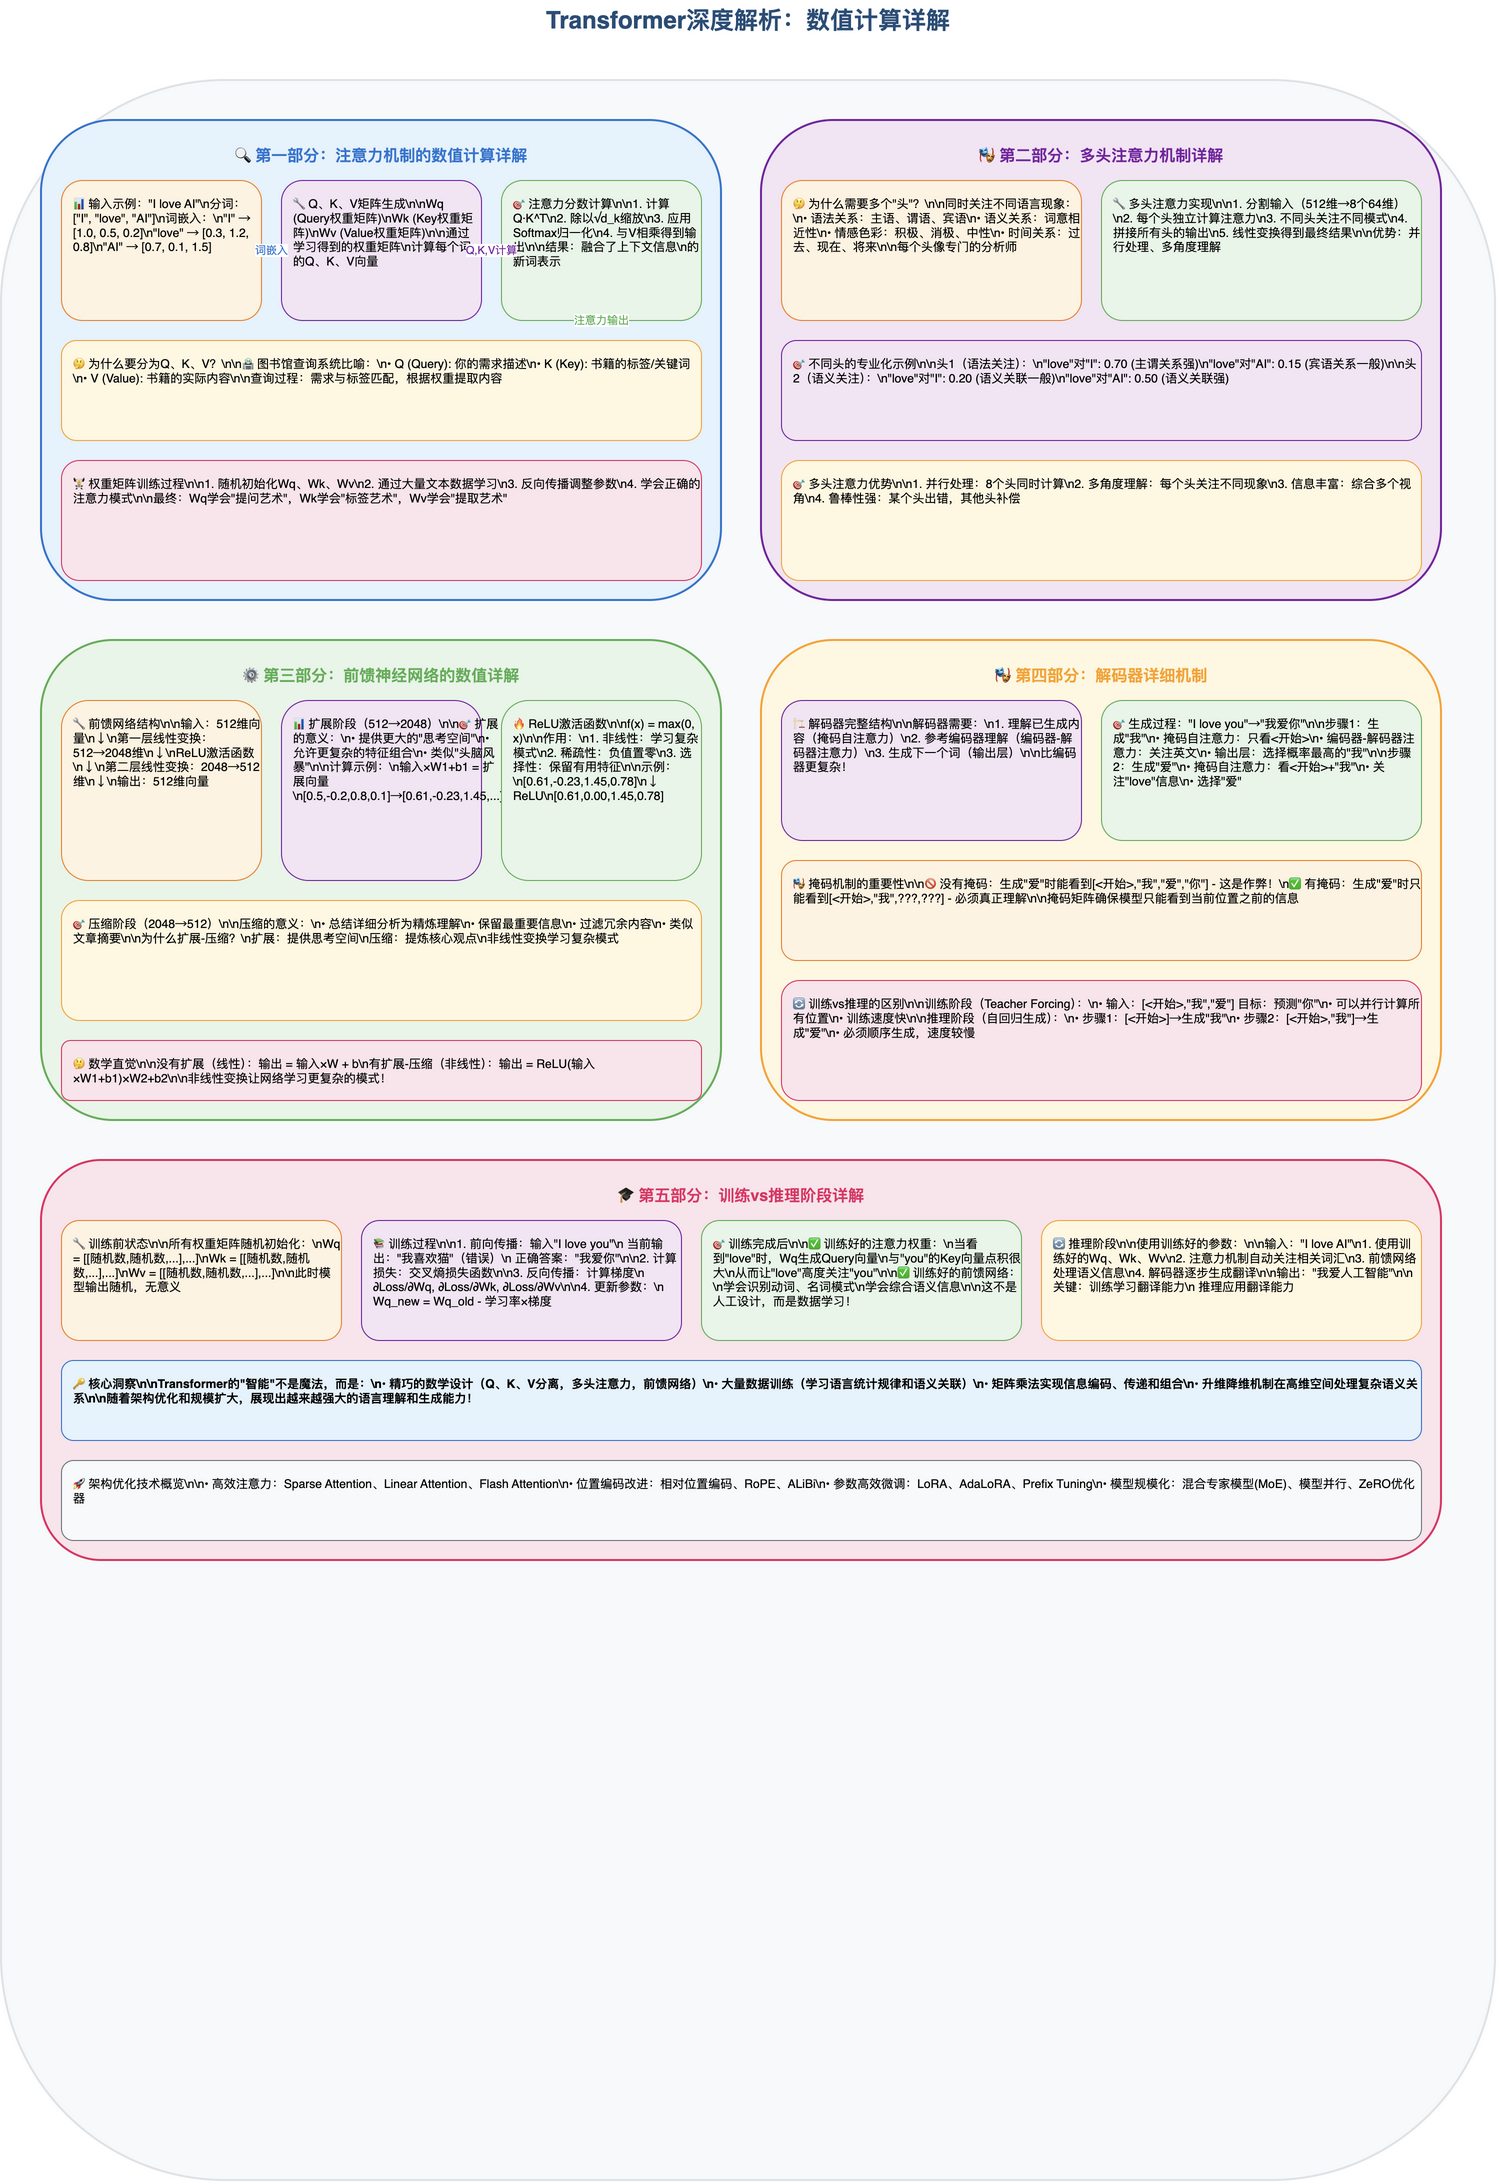 Transformer深度解析：数值计算详解
🔍 第一部分：注意力机制的数值计算详解
📊 输入示例："I love AI"\n分词：
["I", "love", "AI"]\n词嵌入：\n"I" →
[1.0, 0.5, 0.2]\n"love" → [0.3, 1.2,
0.8]\n"AI" → [0.7, 0.1, 1.5]
词嵌入
🔧 Q、K、V矩阵生成\n\nWq
(Query权重矩阵)\nWk (Key权重矩
阵)\nWv (Value权重矩阵)\n\n通过
学习得到的权重矩阵\n计算每个词
的Q、K、V向量
Q,K,V计算
🎯 注意力分数计算\n\n1. 计算
Q·K^T\n2. 除以√d_k缩放\n3. 应用
Softmax归一化\n4. 与V相乘得到输
出\n\n结果：融合了上下文信息\n的
新词表示
注意力输出
🤔 为什么要分为Q、K、V？\n\n🏛️ 图书馆查询系统比喻：\n• Q (Query): 你的需求描述\n• K (Key): 书籍的标签/关键词
\n• V (Value): 书籍的实际内容\n\n查询过程：需求与标签匹配，根据权重提取内容
🏋️ 权重矩阵训练过程\n\n1. 随机初始化Wq、Wk、Wv\n2. 通过大量文本数据学习\n3. 反向传播调整参数\n4. 学会正确的
注意力模式\n\n最终：Wq学会"提问艺术"，Wk学会"标签艺术"，Wv学会"提取艺术"
🎭 第二部分：多头注意力机制详解
🤔 为什么需要多个"头"？\n\n同时关注不同语言现象：
\n• 语法关系：主语、谓语、宾语\n• 语义关系：词意相
近性\n• 情感色彩：积极、消极、中性\n• 时间关系：过
去、现在、将来\n\n每个头像专门的分析师
🔧 多头注意力实现\n\n1. 分割输入（512维→8个64维）
\n2. 每个头独立计算注意力\n3. 不同头关注不同模式\n4.
拼接所有头的输出\n5. 线性变换得到最终结果\n\n优势：并
行处理、多角度理解
🎯 不同头的专业化示例\n\n头1（语法关注）：\n"love"对"I": 0.70 (主谓关系强)\n"love"对"AI": 0.15 (宾语关系一般)\n\n头
2（语义关注）：\n"love"对"I": 0.20 (语义关联一般)\n"love"对"AI": 0.50 (语义关联强)
🎯 多头注意力优势\n\n1. 并行处理：8个头同时计算\n2. 多角度理解：每个头关注不同现象\n3. 信息丰富：综合多个视
角\n4. 鲁棒性强：某个头出错，其他头补偿
⚙️ 第三部分：前馈神经网络的数值详解
🔧 前馈网络结构\n\n输入：512维向
量\n↓\n第一层线性变换：
512→2048维\n↓\nReLU激活函数
\n↓\n第二层线性变换：2048→512
维\n↓\n输出：512维向量
📊 扩展阶段（512→2048）\n\n🎯 扩展
的意义：\n• 提供更大的"思考空间"\n•
允许更复杂的特征组合\n• 类似"头脑风
暴"\n\n计算示例：\n输入×W1+b1 = 扩
展向量
\n[0.5,-0.2,0.8,0.1]→[0.61,-0.23,1.45,...]
🔥 ReLU激活函数\n\nf(x) = max(0,
x)\n\n作用：\n1. 非线性：学习复杂
模式\n2. 稀疏性：负值置零\n3. 选
择性：保留有用特征\n\n示例：
\n[0.61,-0.23,1.45,0.78]\n↓
ReLU\n[0.61,0.00,1.45,0.78]
🎯 压缩阶段（2048→512）\n\n压缩的意义：\n• 总结详细分析为精炼理解\n• 保留最重要信息\n• 过滤冗余内容\n• 类似
文章摘要\n\n为什么扩展-压缩？\n扩展：提供思考空间\n压缩：提炼核心观点\n非线性变换学习复杂模式
🤔 数学直觉\n\n没有扩展（线性）：输出 = 输入×W + b\n有扩展-压缩（非线性）：输出 = ReLU(输入
×W1+b1)×W2+b2\n\n非线性变换让网络学习更复杂的模式！
🎭 第四部分：解码器详细机制
🏗️ 解码器完整结构\n\n解码器需要：\n1. 理解已生成内
容（掩码自注意力）\n2. 参考编码器理解（编码器-解
码器注意力）\n3. 生成下一个词（输出层）\n\n比编码
器更复杂！
🎯 生成过程："I love you"→"我爱你"\n\n步骤1：生
成"我"\n• 掩码自注意力：只看<开始>\n• 编码器-解码器注
意力：关注英文\n• 输出层：选择概率最高的"我"\n\n步骤
2：生成"爱"\n• 掩码自注意力：看<开始>+"我"\n• 关
注"love"信息\n• 选择"爱"
🎭 掩码机制的重要性\n\n🚫 没有掩码：生成"爱"时能看到[<开始>,"我","爱","你"] - 这是作弊！\n✅ 有掩码：生成"爱"时只
能看到[<开始>,"我",???,???] - 必须真正理解\n\n掩码矩阵确保模型只能看到当前位置之前的信息
🔄 训练vs推理的区别\n\n训练阶段（Teacher Forcing）：\n• 输入：[<开始>,"我","爱"] 目标：预测"你"\n• 可以并行计算所
有位置\n• 训练速度快\n\n推理阶段（自回归生成）：\n• 步骤1：[<开始>]→生成"我"\n• 步骤2：[<开始>,"我"]→生
成"爱"\n• 必须顺序生成，速度较慢
🎓 第五部分：训练vs推理阶段详解
🔧 训练前状态\n\n所有权重矩阵随机初始化：\nWq
= [[随机数,随机数,...],...]\nWk = [[随机数,随机
数,...],...]\nWv = [[随机数,随机数,...],...]\n\n此时模
型输出随机，无意义
📚 训练过程\n\n1. 前向传播：输入"I love you"\n 当前输
出："我喜欢猫"（错误）\n 正确答案："我爱你"\n\n2. 计算
损失：交叉熵损失函数\n\n3. 反向传播：计算梯度\n
∂Loss/∂Wq, ∂Loss/∂Wk, ∂Loss/∂Wv\n\n4. 更新参数：\n
Wq_new = Wq_old - 学习率×梯度
🎯 训练完成后\n\n✅ 训练好的注意力权重：\n当看
到"love"时，Wq生成Query向量\n与"you"的Key向量点积很
大\n从而让"love"高度关注"you"\n\n✅ 训练好的前馈网络：
\n学会识别动词、名词模式\n学会综合语义信息\n\n这不是
人工设计，而是数据学习！
🔄 推理阶段\n\n使用训练好的参数：\n\n输入："I love AI"\n1. 使用训
练好的Wq、Wk、Wv\n2. 注意力机制自动关注相关词汇\n3. 前馈网络
处理语义信息\n4. 解码器逐步生成翻译\n\n输出："我爱人工智能"\n\n
关键：训练学习翻译能力\n 推理应用翻译能力
🔑 核心洞察\n\nTransformer的"智能"不是魔法，而是：\n• 精巧的数学设计（Q、K、V分离，多头注意力，前馈网络）\n• 大量数据训练（学习语言统计规律和语义关联）\n• 矩阵乘法实现信息编码、传递和组合\n• 升维降维机制在高维空间处理复杂语义关
系\n\n随着架构优化和规模扩大，展现出越来越强大的语言理解和生成能力！
🚀 架构优化技术概览\n\n• 高效注意力：Sparse Attention、Linear Attention、Flash Attention\n• 位置编码改进：相对位置编码、RoPE、ALiBi\n• 参数高效微调：LoRA、AdaLoRA、Prefix Tuning\n• 模型规模化：混合专家模型(MoE)、模型并行、ZeRO优化
器